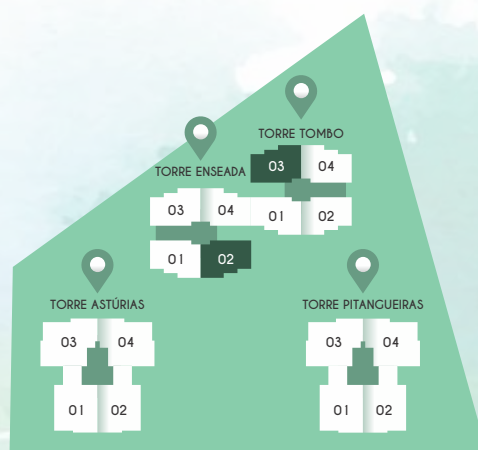 TORRE TOMBO
03 04
01 02
TORRE ENSEADA
03 04
01 02
TORRE ASTÚRIAS
03 04
01 02
TORRE PITANGUEIRAS
03 04
01 02